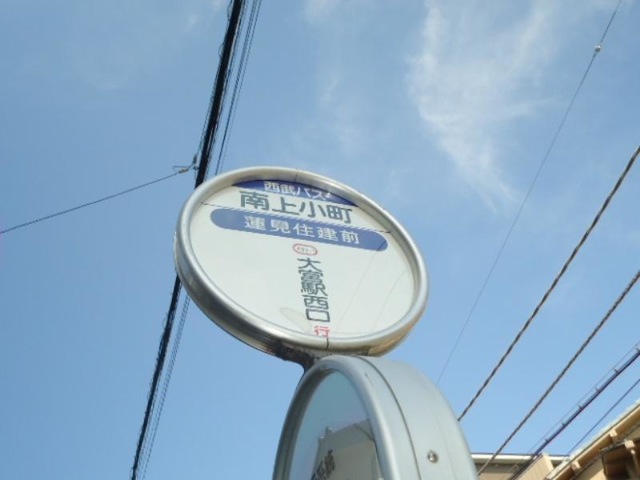 西武バス
南上小町
蓮見住建前
大宮駅西口
行